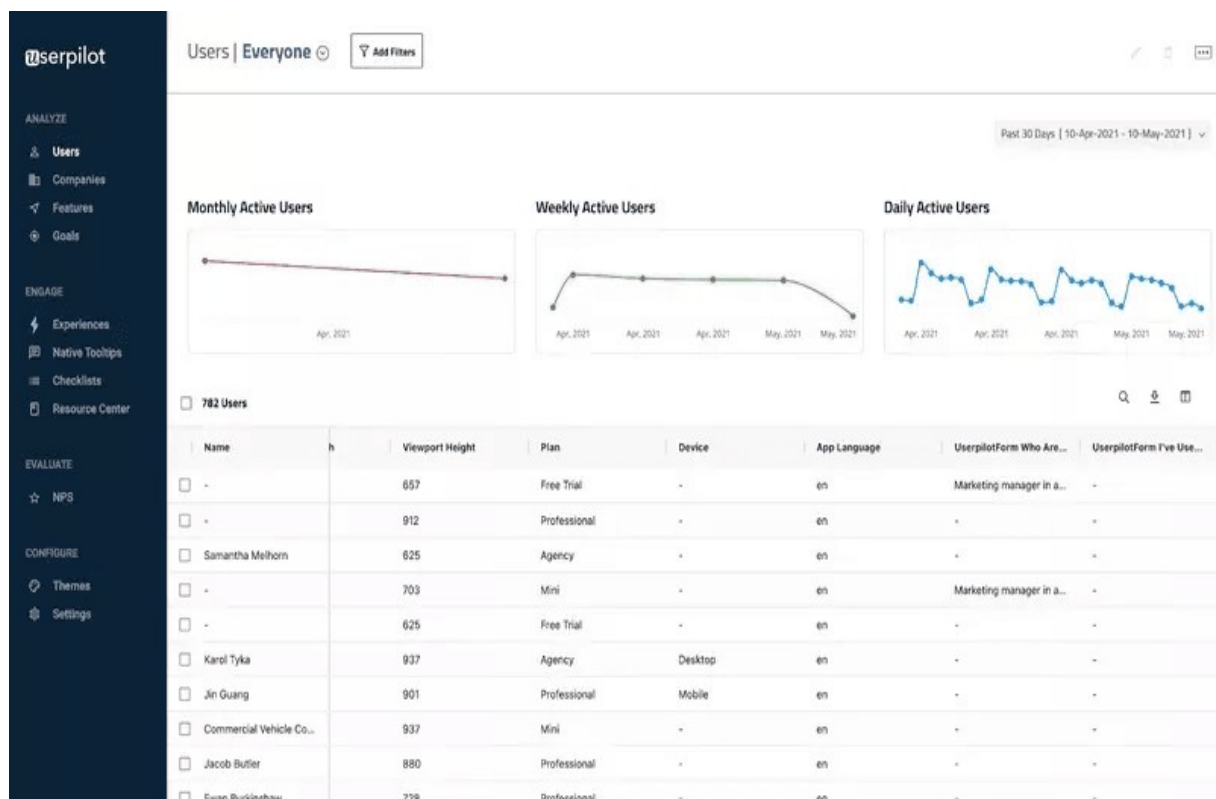 userpilot
ANALYZE
Users
Companies
Features
Goals
ENGAGE
Experiences
Native Tooltips
Checklists
Resource Center
EVALUATE
NPS
CONFIGURE
Themes
Settings
Users | Everyone
Add Filters
Past 30 Days [ 10-Apr-2021 - 10-May-2021 ]
Monthly Active Users
Apr, 2021
Weekly Active Users
Apr, 2021 Apr, 2021 Apr, 2021 May, 2021 May, 2021
Daily Active Users
Apr, 2021 Apr, 2021 Apr, 2021 May, 2021 May, 2021
782 Users
Name h Viewport Height Plan Device App Language UserpilotForm Who Are... UserpilotForm I've Use...
- 657 Free Trial - en Marketing manager in a... -
- 912 Professional - en - -
Samantha Melhorn 625 Agency - en - -
- 703 Mini - en Marketing manager in a... -
- 625 Free Trial - en - -
Karol Tyka 937 Agency Desktop en - -
Jin Guang 901 Professional Mobile en - -
Commercial Vehicle Co... 937 Mini - en - -
Jacob Butler 880 Professional - en - -
Professional